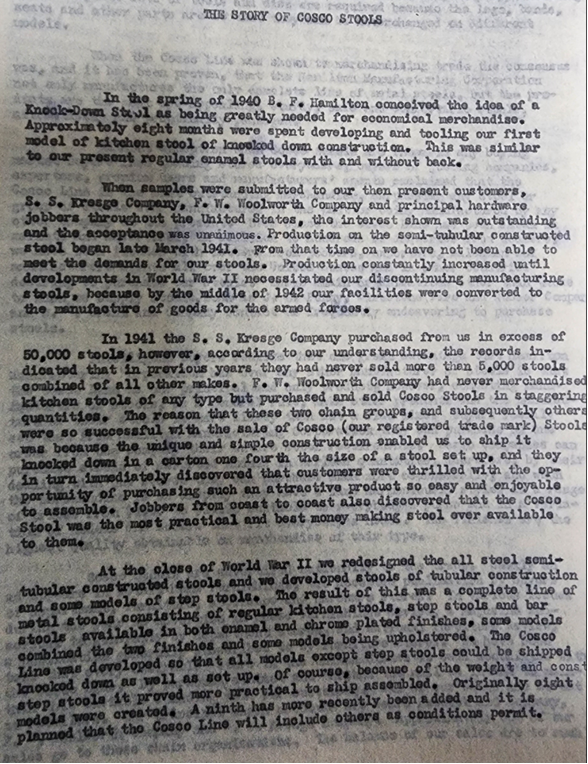 THE STORY OF COSCO STOOLS
In the spring of 1940 B. F. Hamilton conceived the idea of a
Knock-Down Stool as being greatly needed for economical merchandise.
Approximately eight months were spent developing and tooling our first
model of kitchen stool of knocked down construction. This was similar
to our present regular enamel stools with and without back.
When samples were submitted to our then present customers,
S. S. Kresge Company, F. W. Woolworth Company and principal hardware
jobbers throughout the United States, the interest shown was outstanding
and the acceptance was unanimous. Production on the semi-tubular constructed
stool began late March 1941. From that time on we have not been able to
meet the demands for our stools. Production constantly increased until
developments in World War II necessitated our discontinuing manufacturing
stools, because by the middle of 1942 our facilities were converted to
the manufacture of goods for the armed forces.
In 1941 the S. S. Kresge Company purchased from us in excess of
50,000 stools, however, according to our understanding, the records in-
dicated that in previous years they had never sold more than 5,000 stools
combined of all other makes. F. W. Woolworth Company had never merchandised
kitchen stools of any type but purchased and sold Cosco Stools in staggering
quantities. The reason that these two chain groups, and subsequently others
were so successful with the sale of Cosco (our registered trade mark) Stools
was because the unique and simple construction enabled us to ship it
knocked down in a carton one fourth the size of a stool set up, and they
in turn immediately discovered that customers were thrilled with the op-
portunity of purchasing such an attractive product so easy and enjoyable
to assemble. Jobbers from coast to coast also discovered that the Cosco
Stool was the most practical and best money making stool ever available
to them.
At the close of World War II we redesigned the all steel semi-
tubular constructed stools and we developed stools of tubular construction
and some models of step stools. The result of this was a complete line of
metal stools consisting of regular kitchen stools, step stools and bar
stools available in both enamel and chrome plated finishes, some models
combined the two finishes and some models being upholstered. The Cosco
Line was developed so that all models except step stools could be shipped
knocked down as well as set up. Of course, because of the weight and const
step stools it proved more practical to ship assembled. Originally eight
models were created. A ninth has more recently been added and it is
planned that the Cosco Line will include others as conditions permit.